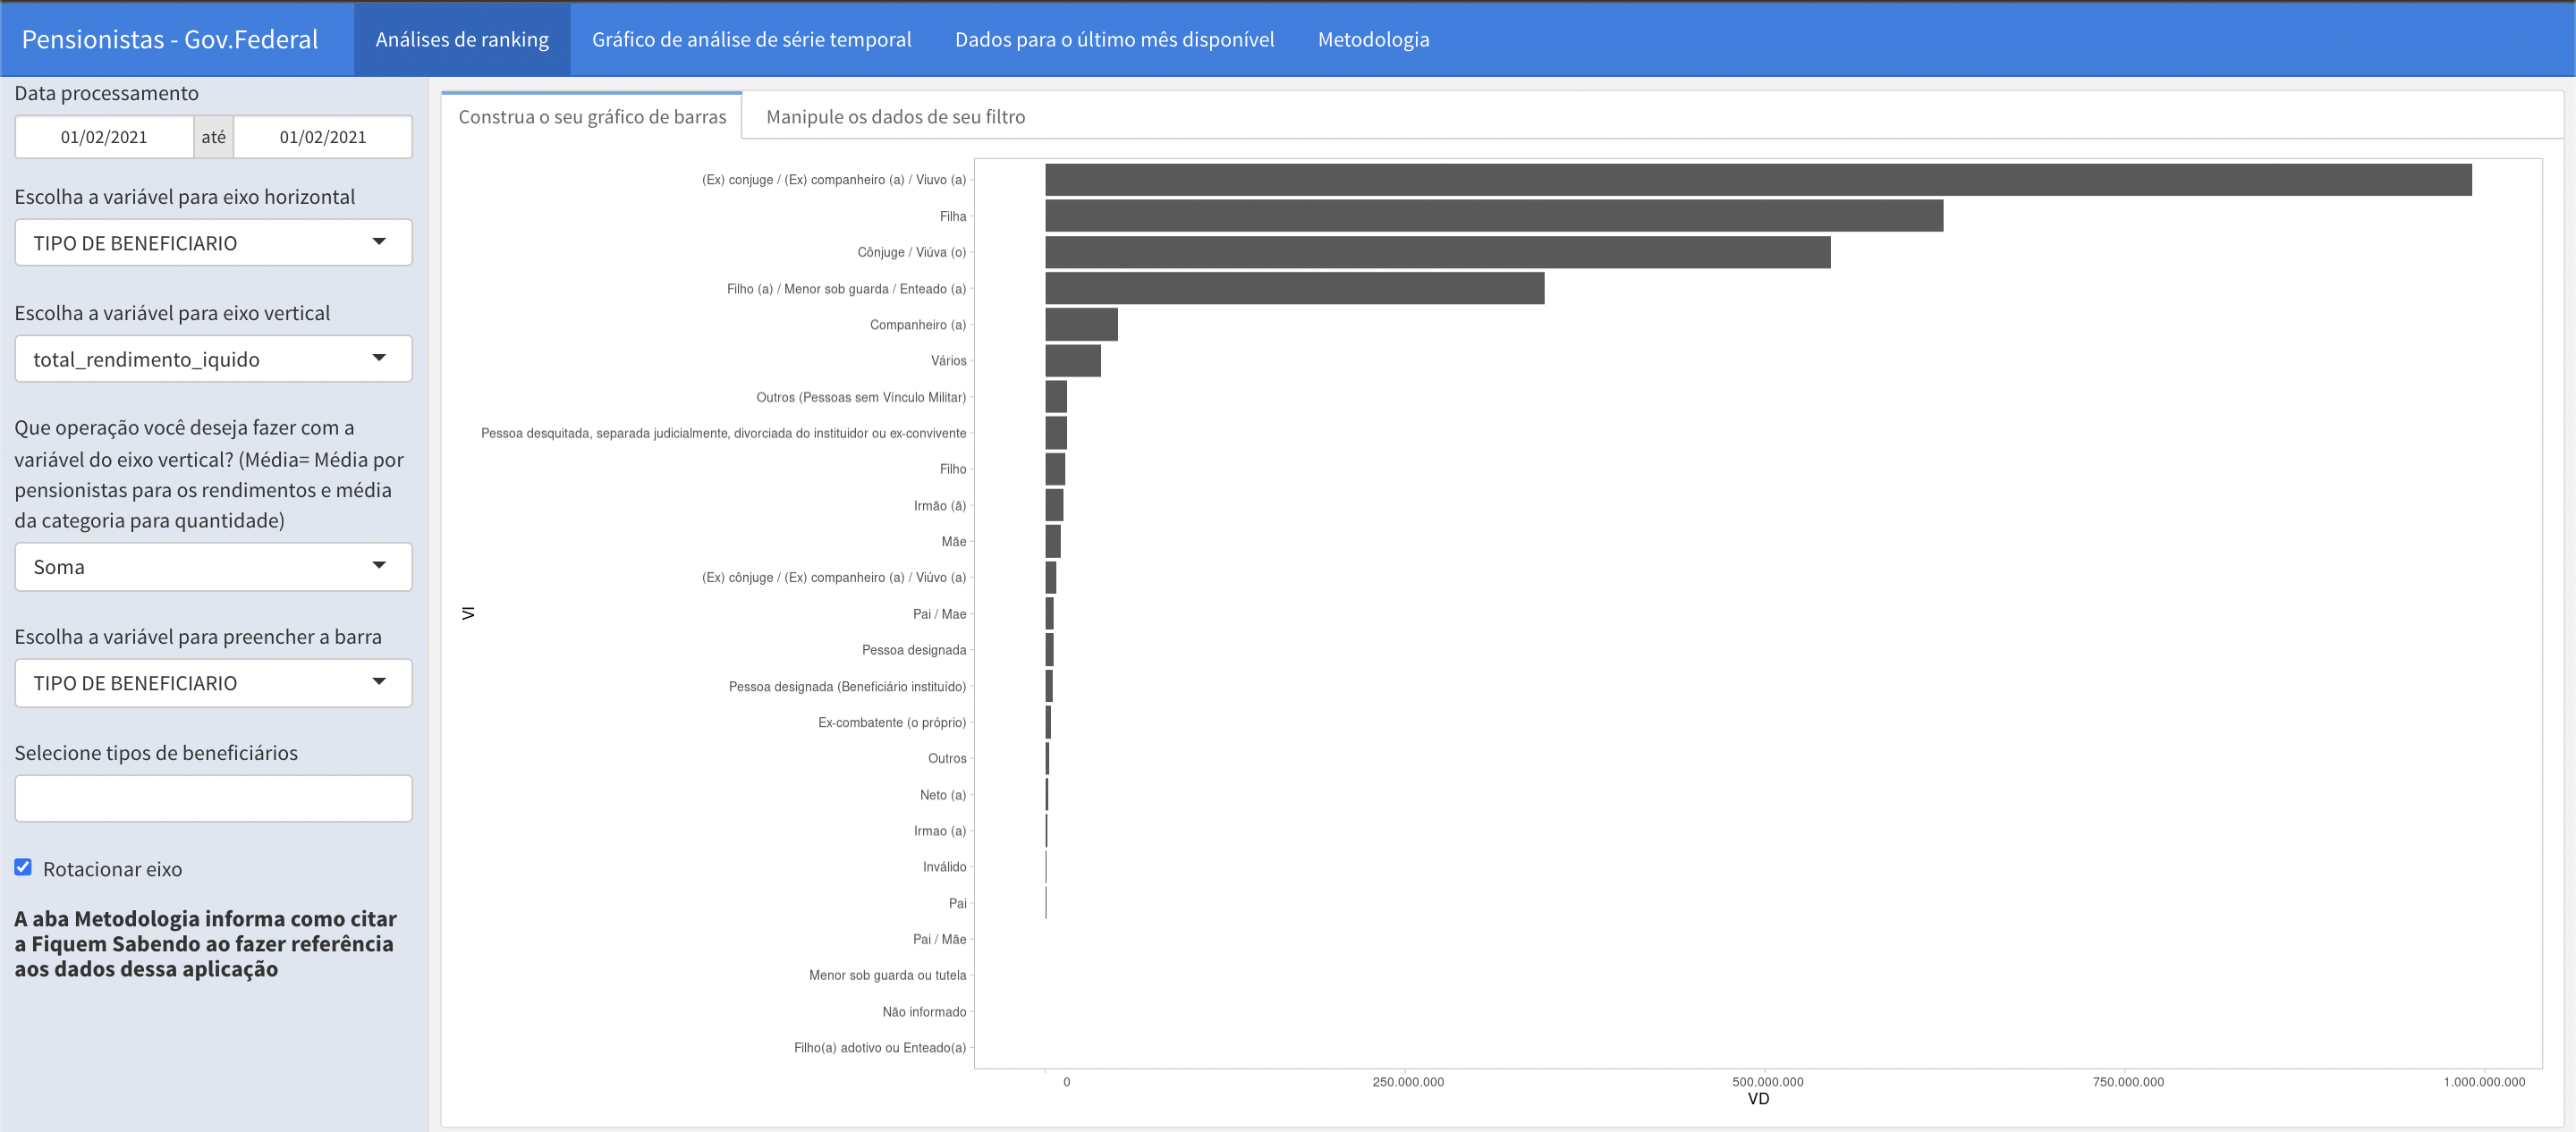 Pensionistas - Gov.Federal
Análises de ranking
Gráfico de análise de série temporal
Dados para o último mês disponível
Metodologia
Data processamento
01/02/2021 até 01/02/2021
Escolha a variável para eixo horizontal
TIPO DE BENEFICIARIO
Escolha a variável para eixo vertical
total_rendimento_iquido
Que operação você deseja fazer com a
variável do eixo vertical? (Média= Média por
pensionistas para os rendimentos e média
da categoria para quantidade)
Soma
Escolha a variável para preencher a barra
TIPO DE BENEFICIARIO
Selecione tipos de beneficiários
Rotacionar eixo
A aba Metodologia informa como citar
a Fiquem Sabendo ao fazer referência
aos dados dessa aplicação
Construa o seu gráfico de barras
Manipule os dados de seu filtro
VI
(Ex) conjuge / (Ex) companheiro (a) / Viuvo (a)
Filha
Cônjuge / Viúva (o)
Filho (a) / Menor sob guarda / Enteado (a)
Companheiro (a)
Vários
Outros (Pessoas sem Vínculo Militar)
Pessoa desquitada, separada judicialmente, divorciada do instituidor ou ex-convivente
Filho
Irmão (ã)
Mãe
(Ex) cônjuge / (Ex) companheiro (a) / Viúvo (a)
Pai / Mae
Pessoa designada
Pessoa designada (Beneficiário instituído)
Ex-combatente (o próprio)
Outros
Neto (a)
Irmao (a)
Inválido
Pai
Pai / Mãe
Menor sob guarda ou tutela
Não informado
Filho(a) adotivo ou Enteado(a)
0
250.000.000
500.000.000
750.000.000
1.000.000.000
VD